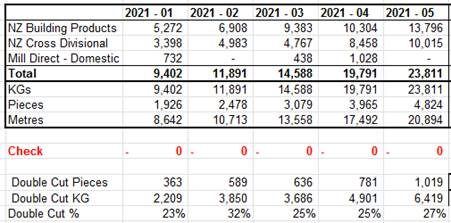 2021 - 01 2021 - 02 2021 - 03 2021 - 04 2021 - 05
NZ Building Products 5,272 6,908 9,383 10,304 13,796
NZ Cross Divisional 3,398 4,983 4,767 8,458 10,015
Mill Direct - Domestic 732 - 438 1,028 -
Total 9,402 11,891 14,588 19,791 23,811
KGs 9,402 11,891 14,588 19,791 23,811
Pieces 1,926 2,478 3,079 3,965 4,824
Metres 8,642 10,713 13,558 17,492 20,894
Check - 0 - 0 - 0 - 0 - 0
Double Cut Pieces 363 589 636 781 1,019
Double Cut KG 2,209 3,850 3,686 4,901 6,419
Double Cut % 23% 32% 25% 25% 27%